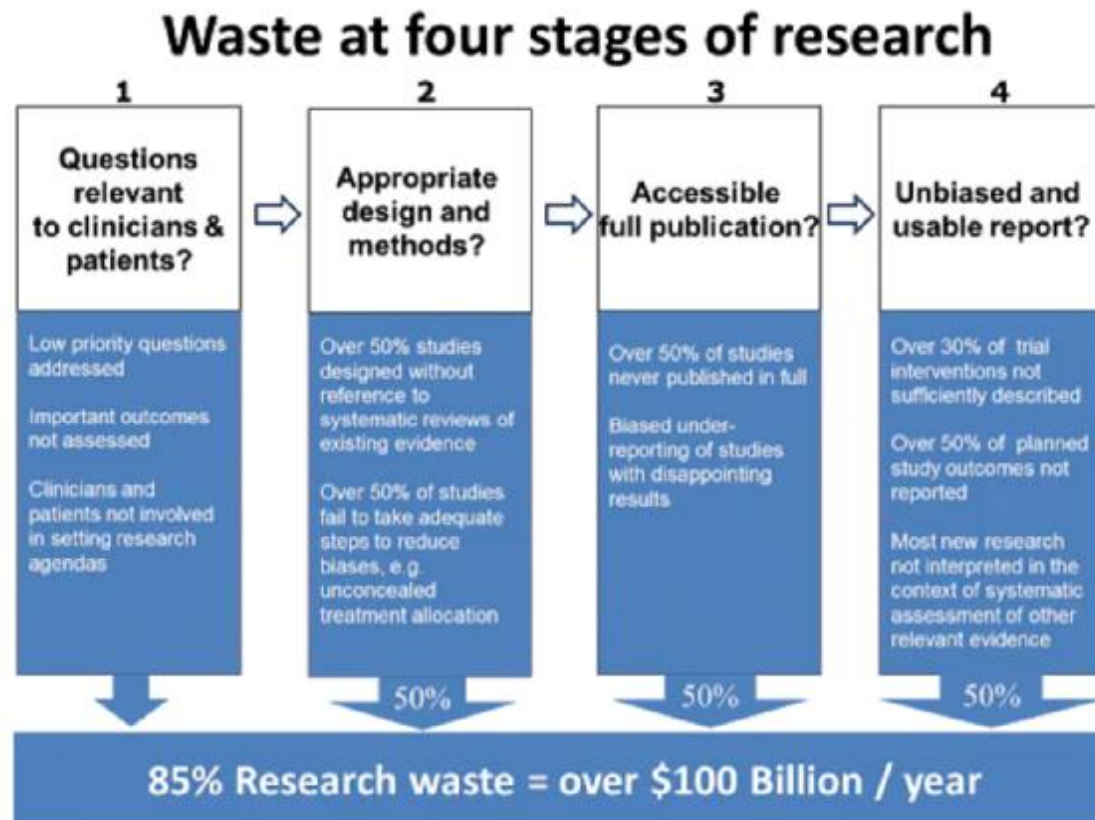 Waste at four stages of research
1
Questions
relevant
to clinicians &
patients?
Low priority questions
addressed
Important outcomes
not assessed
Clinicians and
patients not involved
in setting research
agendas
2
Appropriate
design and
methods?
Over 50% studies
designed without
reference to
systematic reviews of
existing evidence
Over 50% of studies
fail to take adequate
steps to reduce
biases, e.g.
unconcealed
treatment allocation
50%
3
Accessible
full publication?
Over 50% of studies
never published in full
Biased under-
reporting of studies
with disappointing
results
50%
4
Unbiased and
usable report?
Over 30% of trial
interventions not
sufficiently described
Over 50% of planned
study outcomes not
reported
Most new research
not interpreted in the
context of systematic
assessment of other
relevant evidence
50%
85% Research waste = over $100 Billion / year